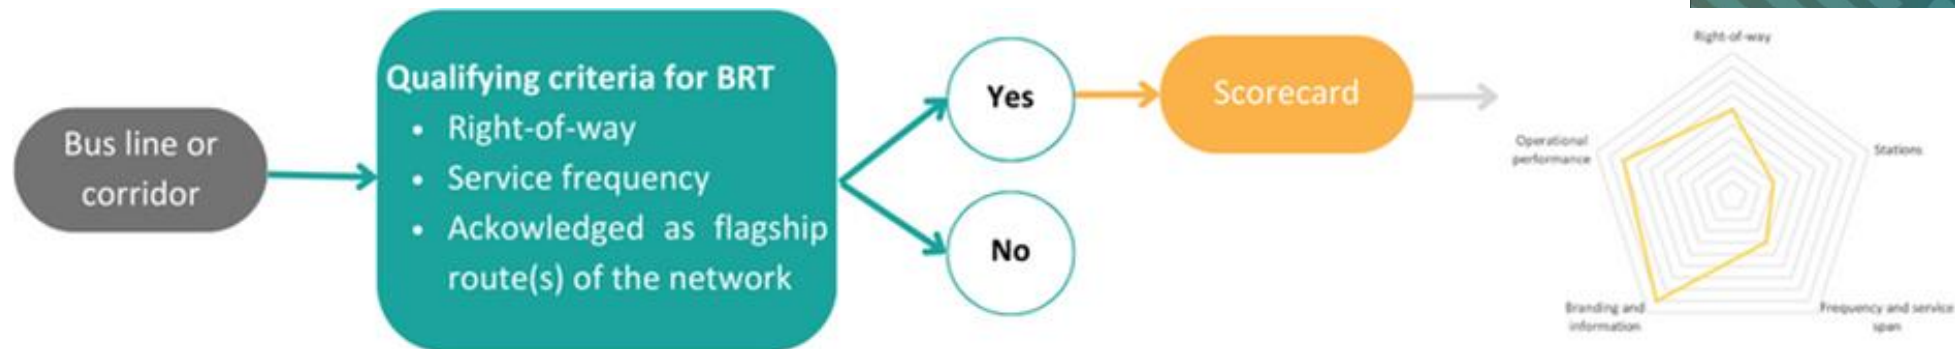 Bus line or
corridor
Qualifying criteria for BRT
• Right-of-way
• Service frequency
• Ackowledged as flagship
route(s) of the network
Yes
No
Scorecard
Right-of-way
Stations
Frequency and service
span
Branding and
information
Operational
performance